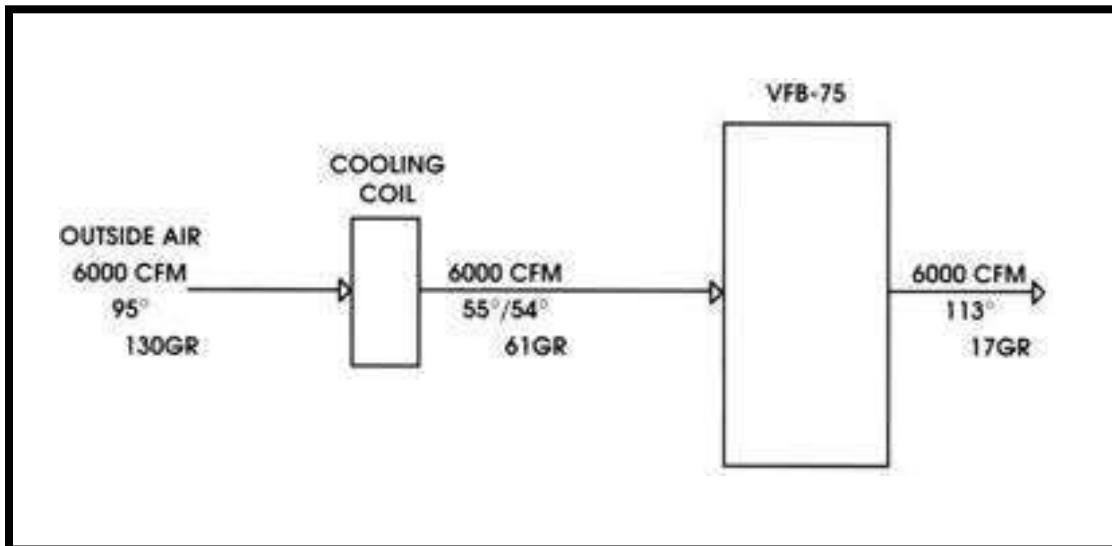 VFB-75
COOLING
COIL
OUTSIDE AIR
6000 CFM
95°
130GR
6000 CFM
55°/54°
61GR
6000 CFM
113°
17GR